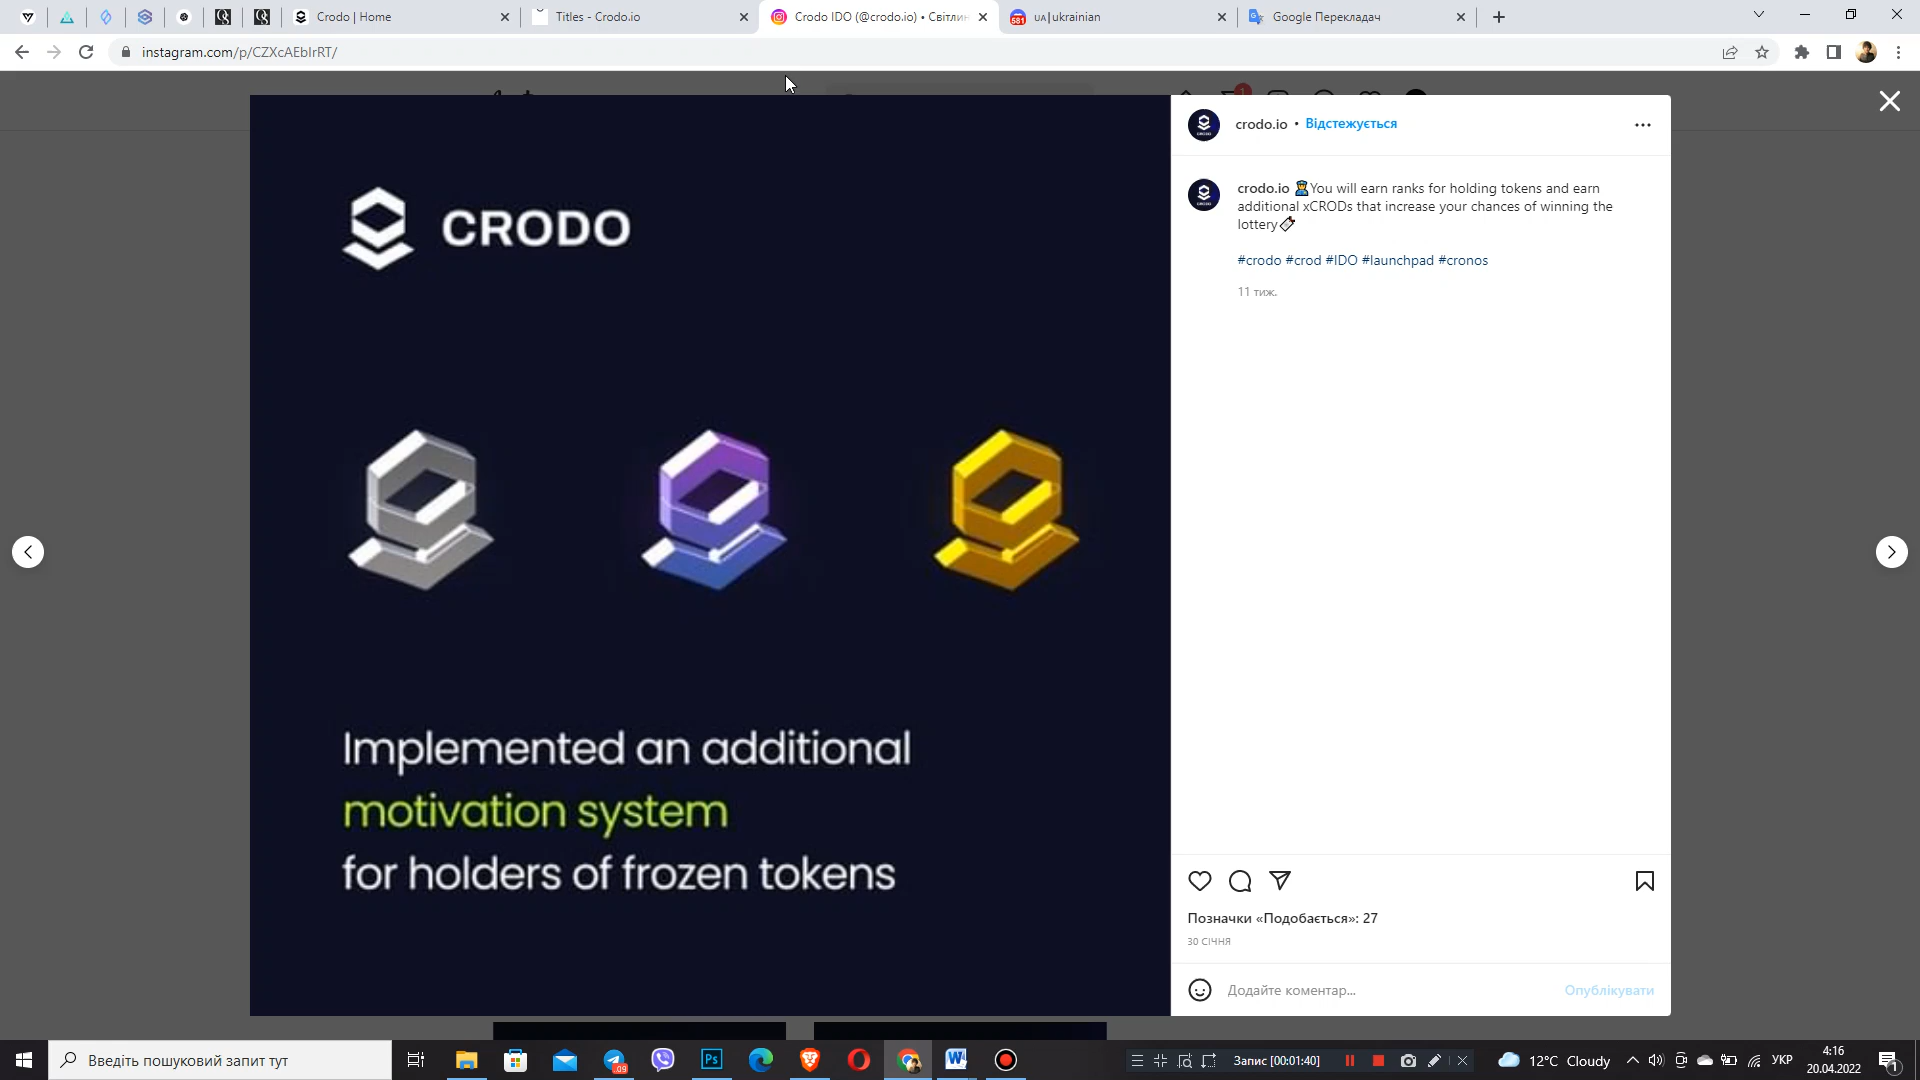 Crodo | Home
Titles - Crodo.io
Crodo IDO (@crodo.io) • Світлин
581
UA|ukrainian
Google Перекладач
instagram.com/p/CZXcAEbIrRT/
1
CRODO
Implemented an additional
motivation system
for holders of frozen tokens
crodo.io • Відстежується
crodo.io You will earn ranks for holding tokens and earn
additional xCRODs that increase your chances of winning the
lottery
#crodo #crod #IDO #launchpad #cronos
11 тиж.
Позначки «Подобається»: 27
30 СІЧНЯ
Додайте коментар...
Опублікувати
Введіть пошуковий запит тут
Ps
W
Запис [00:01:40]
12°C Cloudy
УКР
4:16
20.04.2022
1